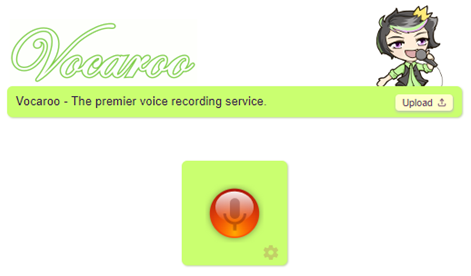 Vocaroo
Vocaroo - The premier voice recording service.
Upload